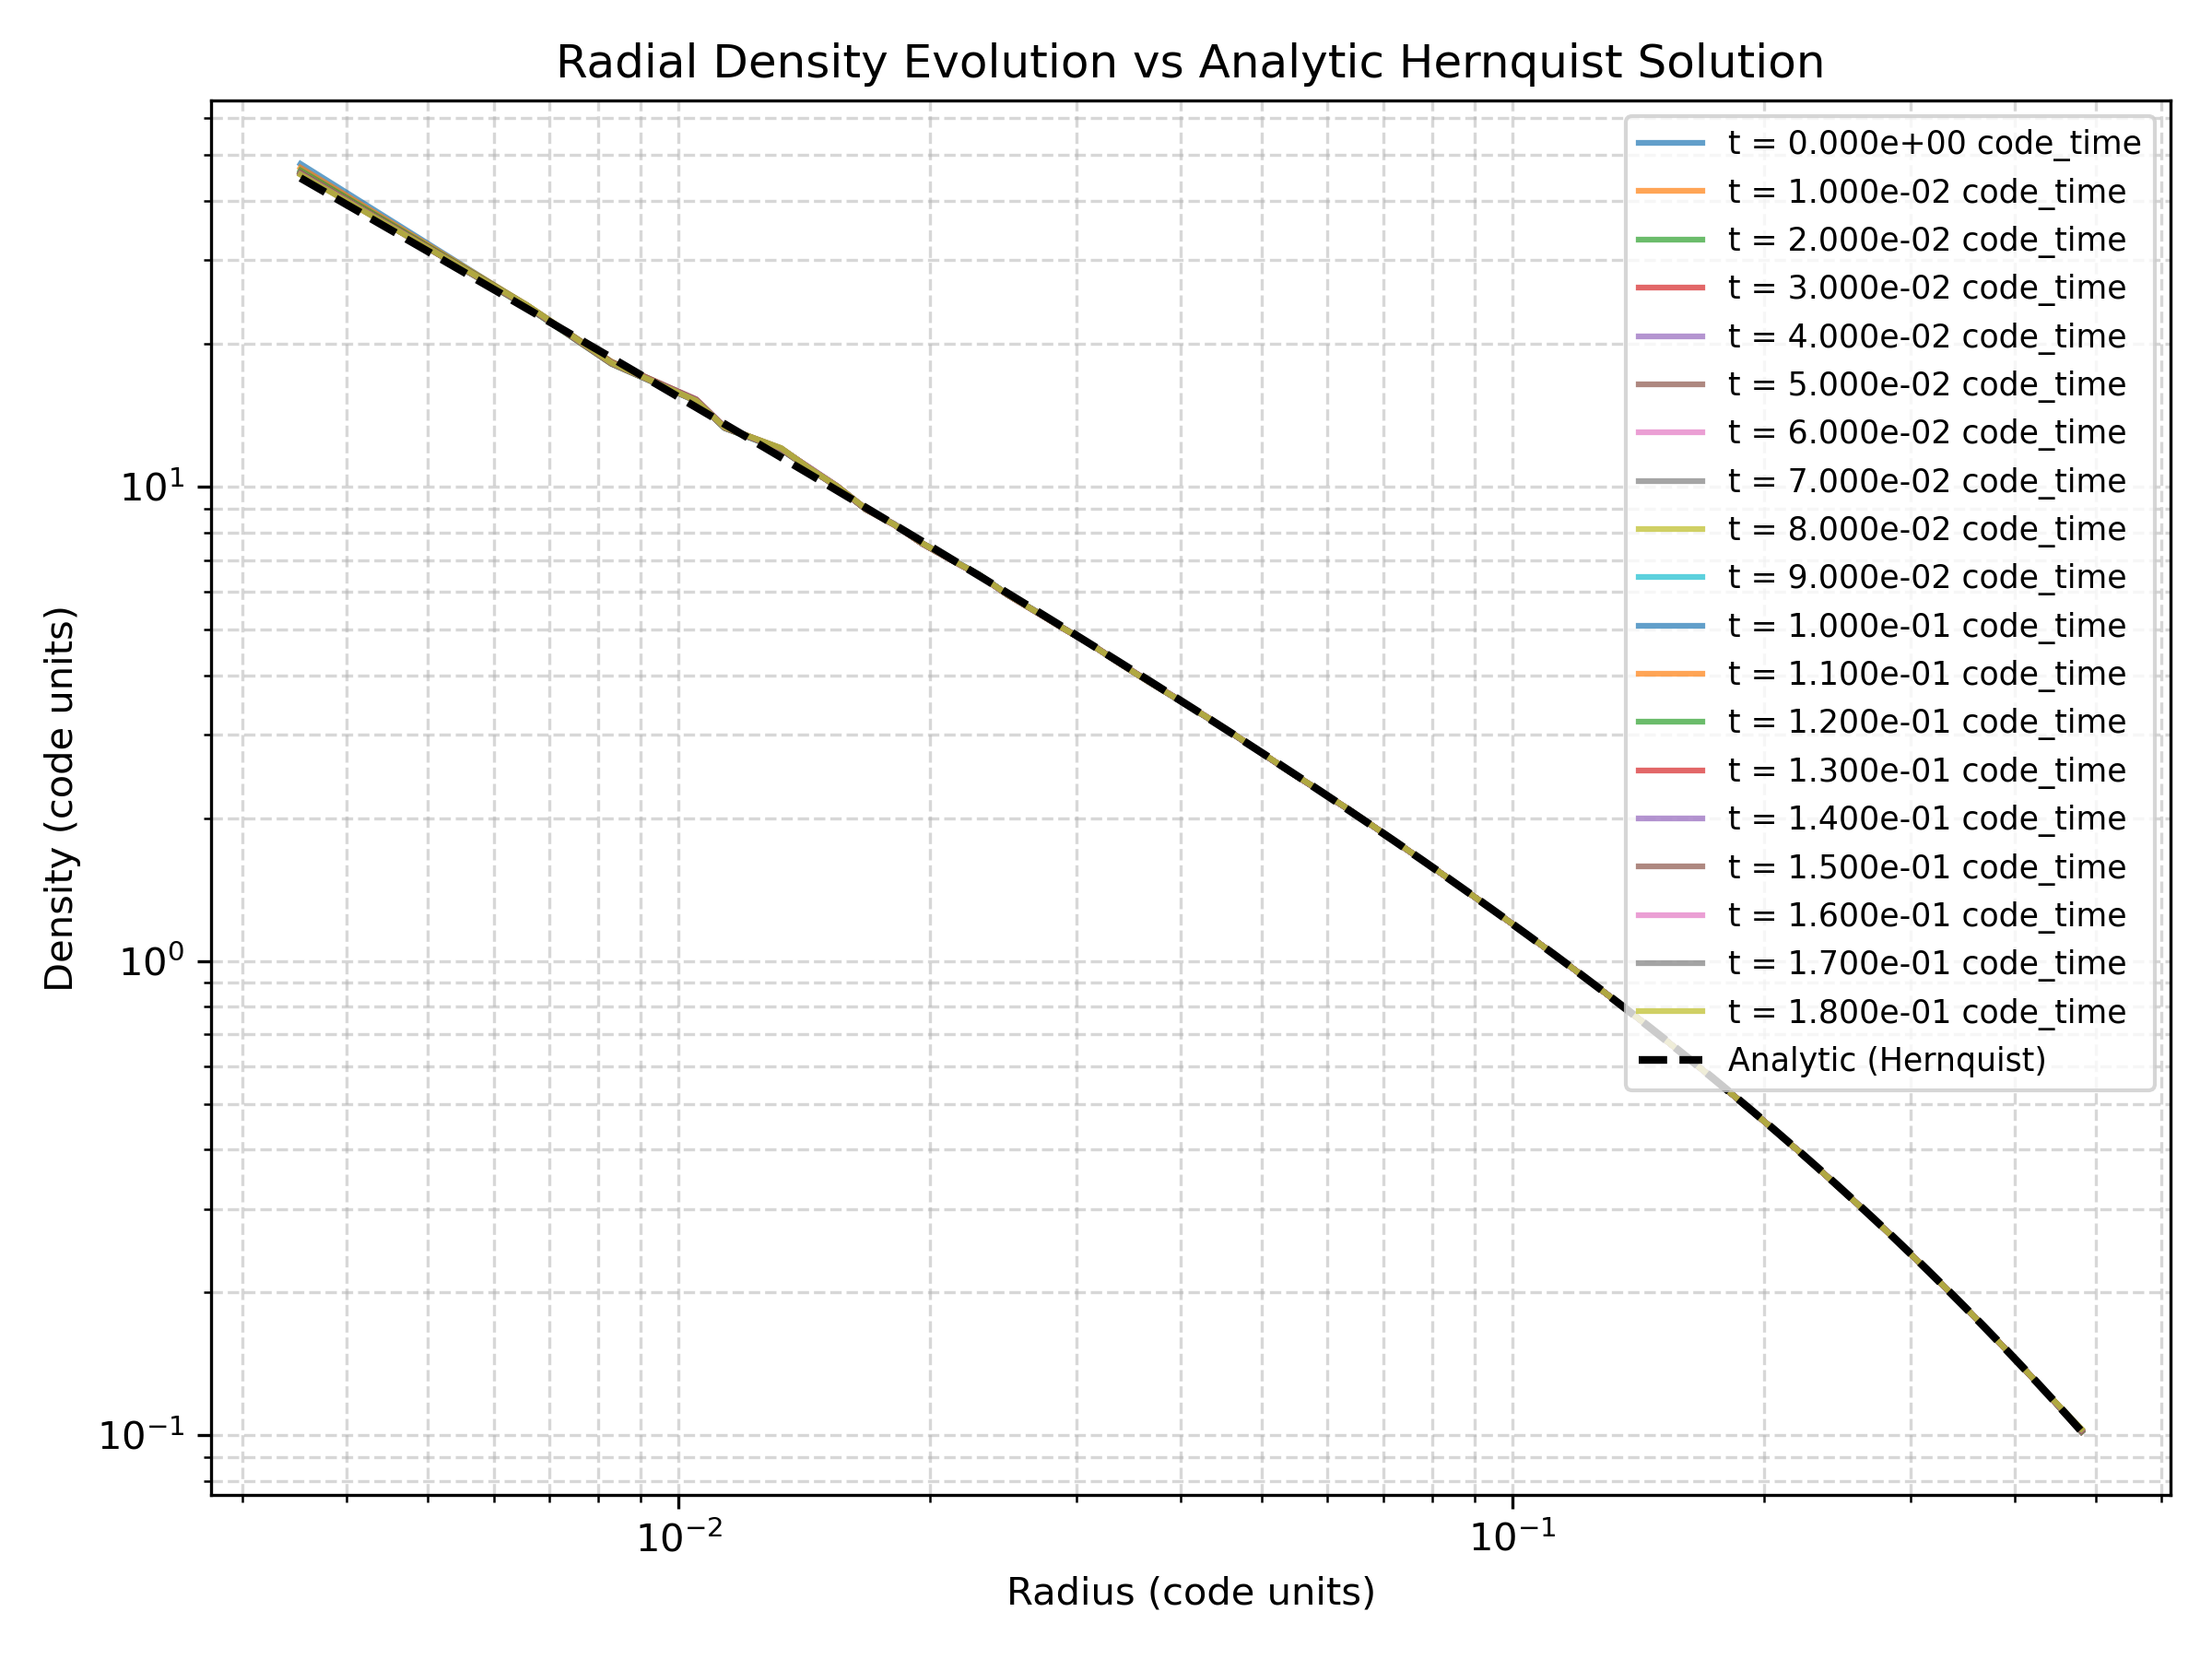 Radial Density Evolution vs Analytic Hernquist Solution
t = 0.000e+00 code_time
t = 1.000e-02 code_time
t = 2.000e-02 code_time
t = 3.000e-02 code_time
t = 4.000e-02 code_time
t = 5.000e-02 code_time
t = 6.000e-02 code_time
t = 7.000e-02 code_time
t = 8.000e-02 code_time
t = 9.000e-02 code_time
t = 1.000e-01 code_time
t = 1.100e-01 code_time
t = 1.200e-01 code_time
t = 1.300e-01 code_time
t = 1.400e-01 code_time
t = 1.500e-01 code_time
t = 1.600e-01 code_time
t = 1.700e-01 code_time
t = 1.800e-01 code_time
Analytic (Hernquist)
Density (code units)
10¹
10⁰
10⁻¹
10⁻²
10⁻¹
Radius (code units)